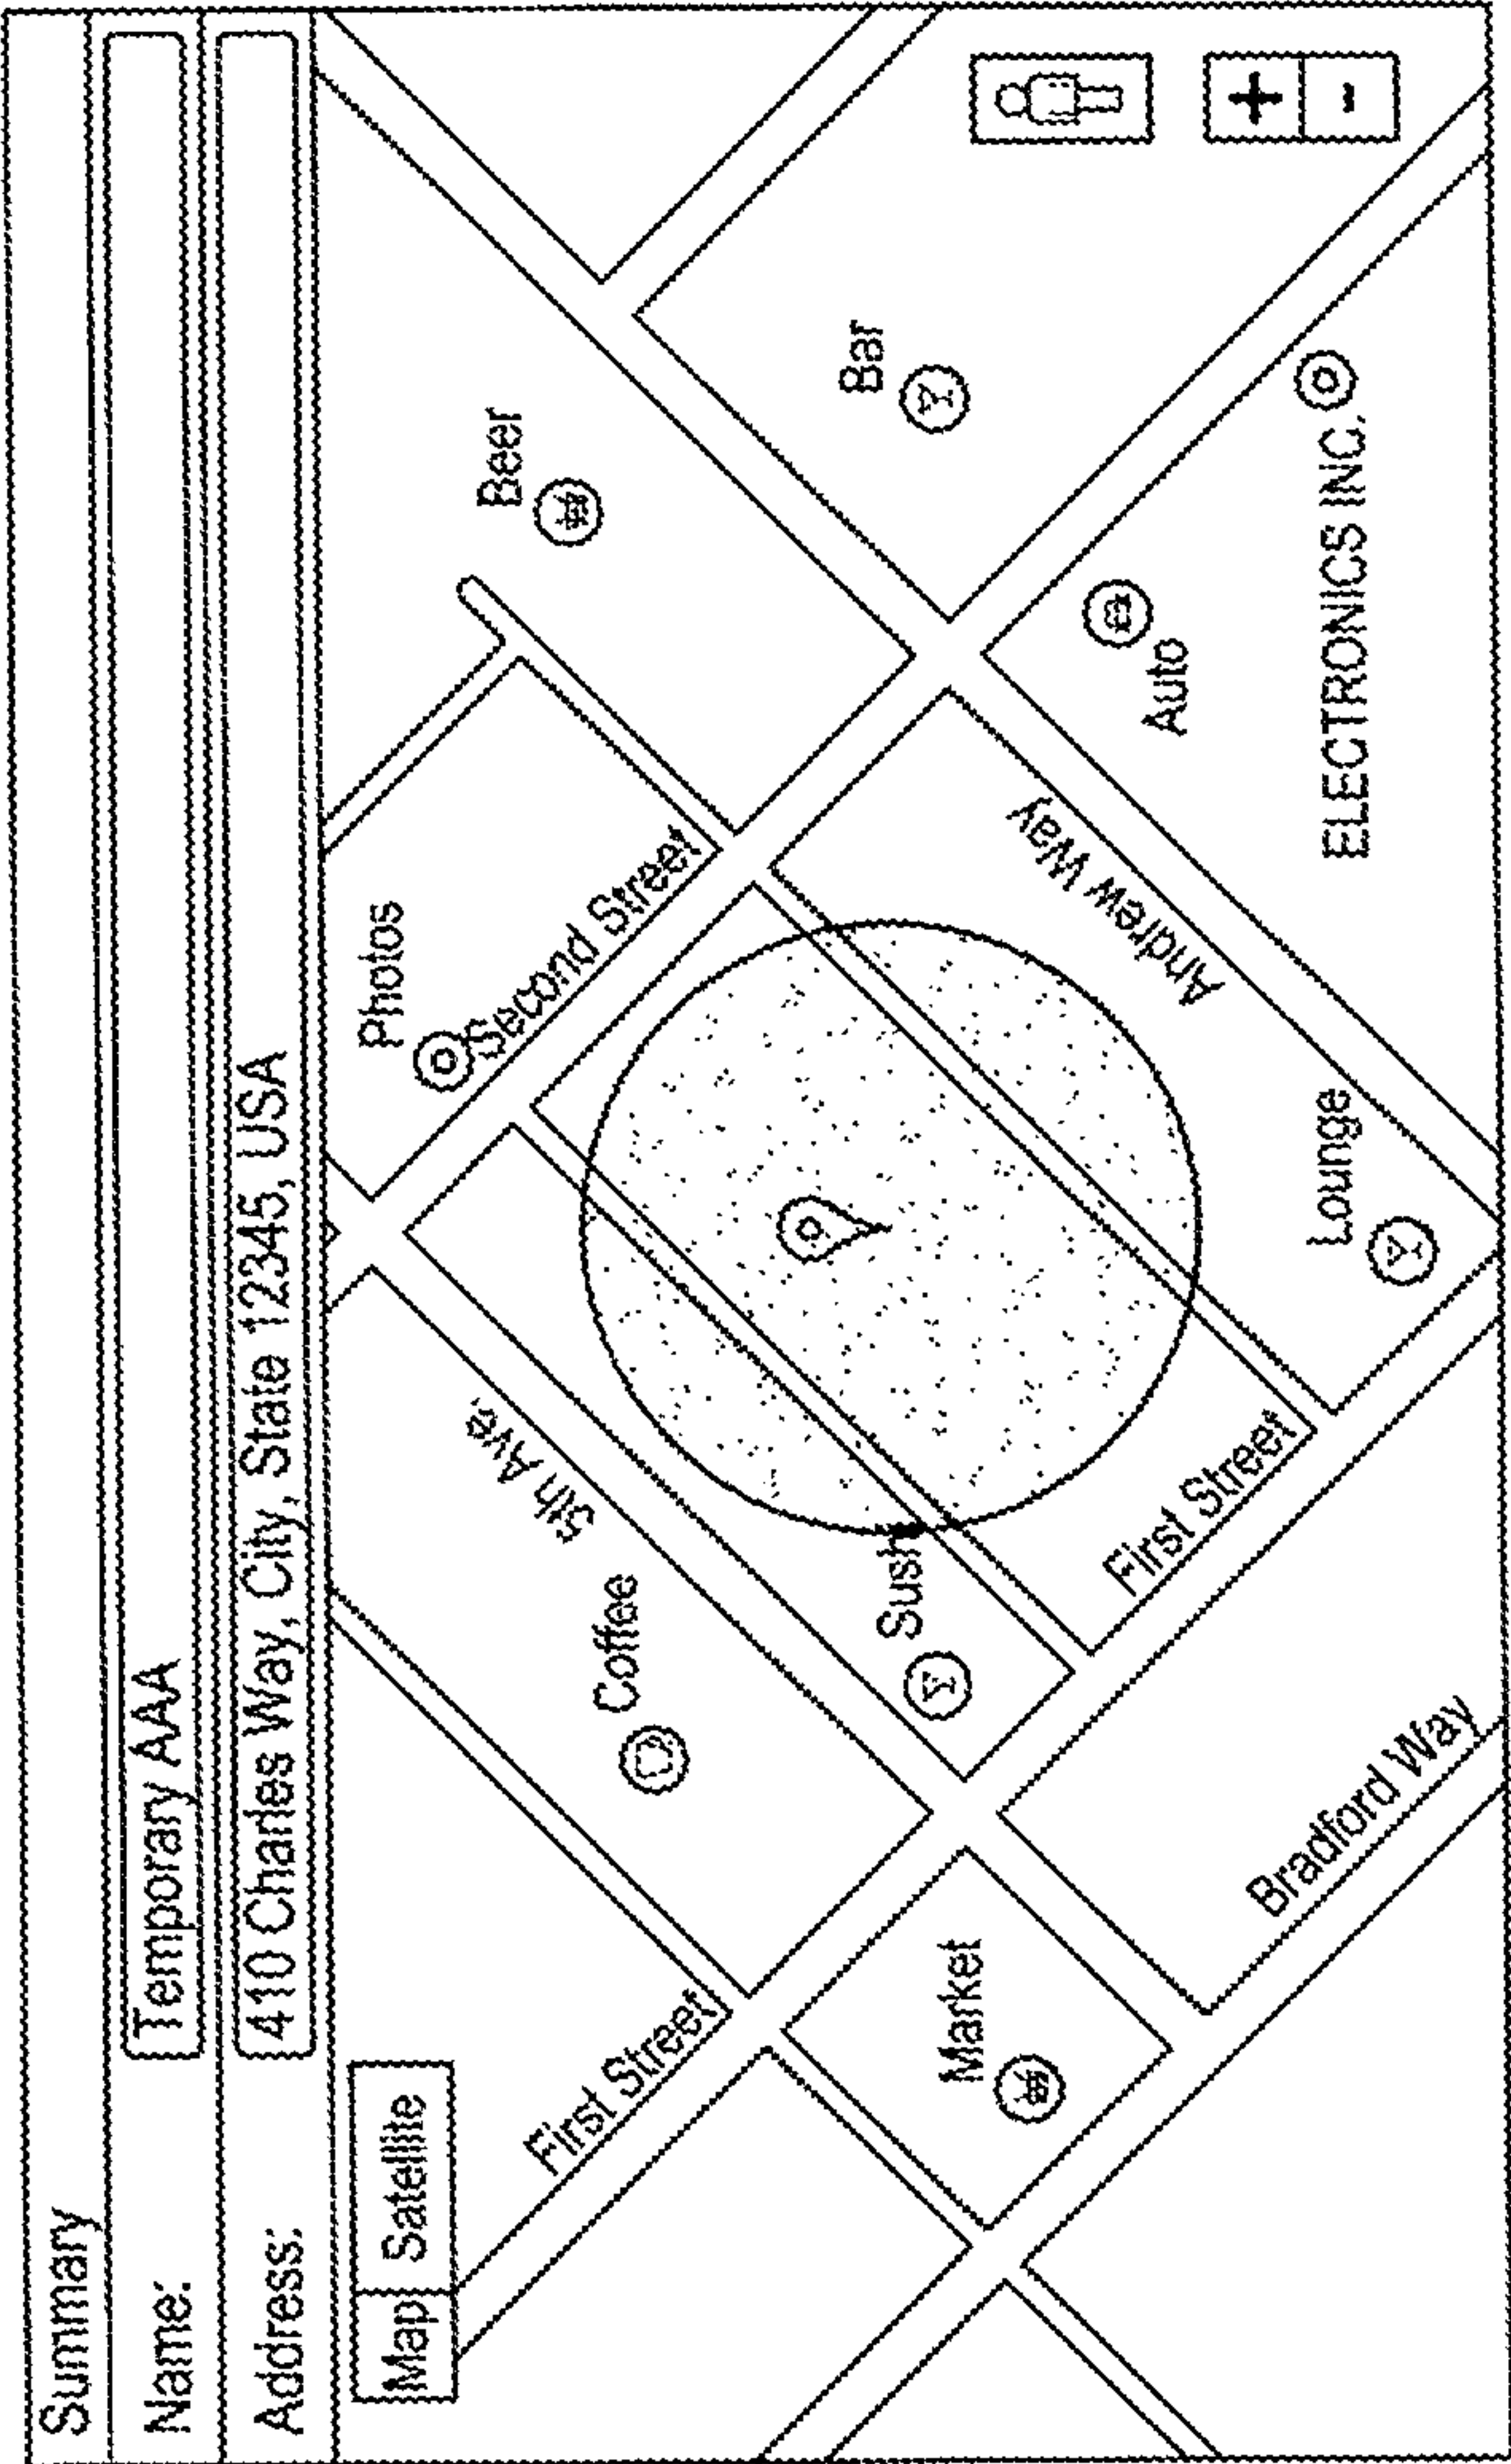 Summary
Name: Temporary AAA
Address: 410 Charles Way, City, State 12345, USA
Map Satellite
Photos
Beer
First Street
5th Ave.
Second Street
Coffee
Bar
Sushi
Market
Andrew Way
Auto
First Street
Bradford Way
Lounge
ELECTRONICS INC.
+
-